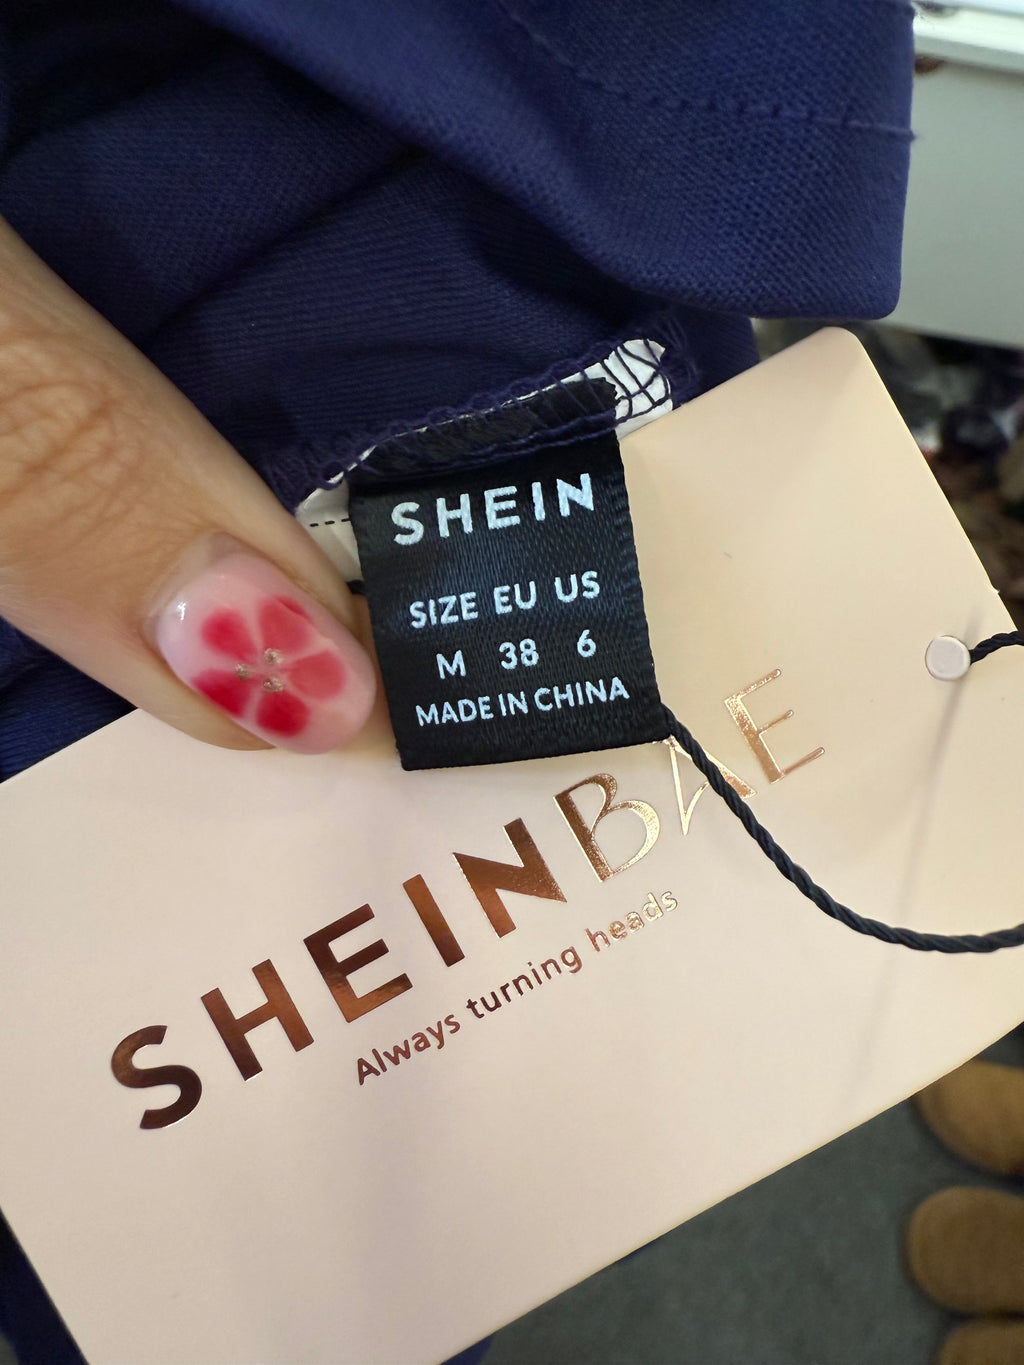 SHEIN
SIZE EU US
M 38 6
MADE IN CHINA
SHEINBAE
Always turning heads